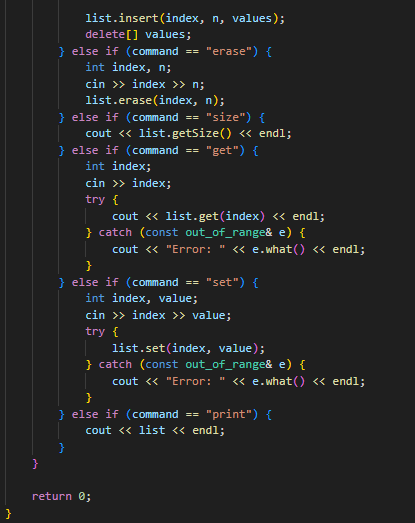 list.insert(index, n, values);
delete[] values;
} else if (command == "erase") {
int index, n;
cin >> index >> n;
list.erase(index, n);
} else if (command == "size") {
cout << list.getSize() << endl;
} else if (command == "get") {
int index;
cin >> index;
try {
cout << list.get(index) << endl;
} catch (const out_of_range& e) {
cout << "Error: " << e.what() << endl;
}
} else if (command == "set") {
int index, value;
cin >> index >> value;
try {
list.set(index, value);
} catch (const out_of_range& e) {
cout << "Error: " << e.what() << endl;
}
} else if (command == "print") {
cout << list << endl;
}
}
return 0;
}